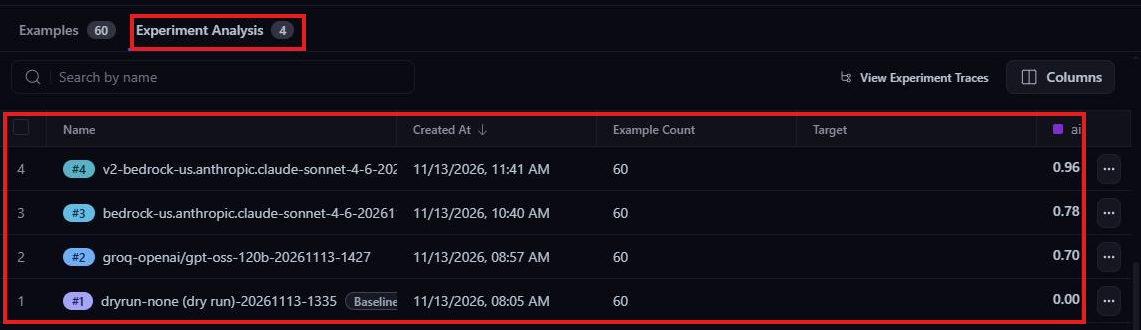 Examples 60 Experiment Analysis 4
Search by name View Experiment Traces Columns
Name Created At ↓ Example Count Target ai
4 #4 v2-bedrock-us.anthropic.claude-sonnet-4-6-202 11/13/2026, 11:41 AM 60 0.96 ...
3 #3 bedrock-us.anthropic.claude-sonnet-4-6-20261 11/13/2026, 10:40 AM 60 0.78 ...
2 #2 groq-openai/gpt-oss-120b-20261113-1427 11/13/2026, 08:57 AM 60 0.70 ...
1 #1 dryrun-none (dry run)-20261113-1335 Baseline 11/13/2026, 08:05 AM 60 0.00 ...